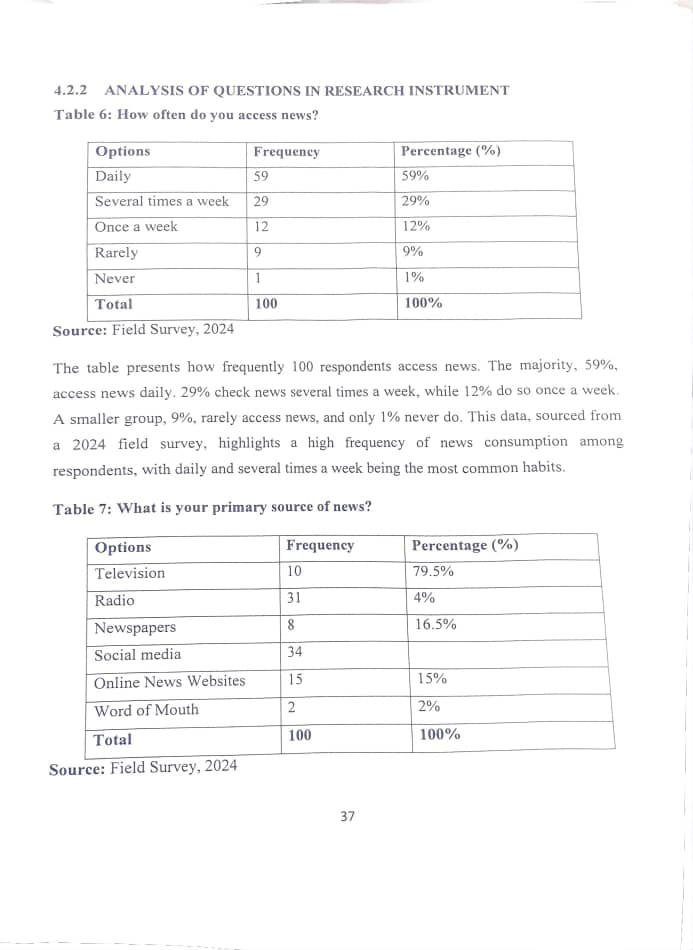 4.2.2 ANALYSIS OF QUESTIONS IN RESEARCH INSTRUMENT
Table 6: How often do you access news?
Options Frequency Percentage (%)
Daily 59 59%
Several times a week 29 29%
Once a week 12 12%
Rarely 9 9%
Never 1 1%
Total 100 100%
Source: Field Survey, 2024
The table presents how frequently 100 respondents access news. The majority, 59%,
access news daily. 29% check news several times a week, while 12% do so once a week.
A smaller group, 9%, rarely access news, and only 1% never do. This data, sourced from
a 2024 field survey, highlights a high frequency of news consumption among
respondents, with daily and several times a week being the most common habits.
Table 7: What is your primary source of news?
Options Frequency Percentage (%)
Television 10 79.5%
Radio 31 4%
Newspapers 8 16.5%
Social media 34
Online News Websites 15 15%
Word of Mouth 2 2%
Total 100 100%
Source: Field Survey, 2024
37